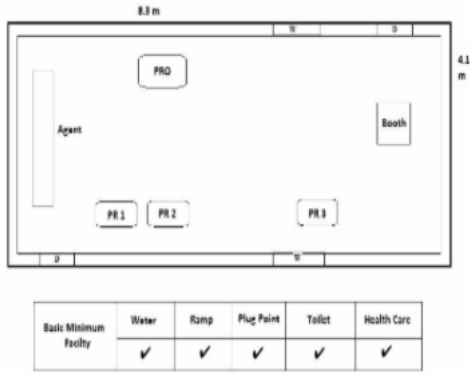 8.3 m
W D
4.1
m
PRO
Agent
Booth
PR 1 PR 2 PR 3
D W
Basic Minimum
Facilty
Water Ramp Plug Point Toilet Health Care
✓ ✓ ✓ ✓ ✓